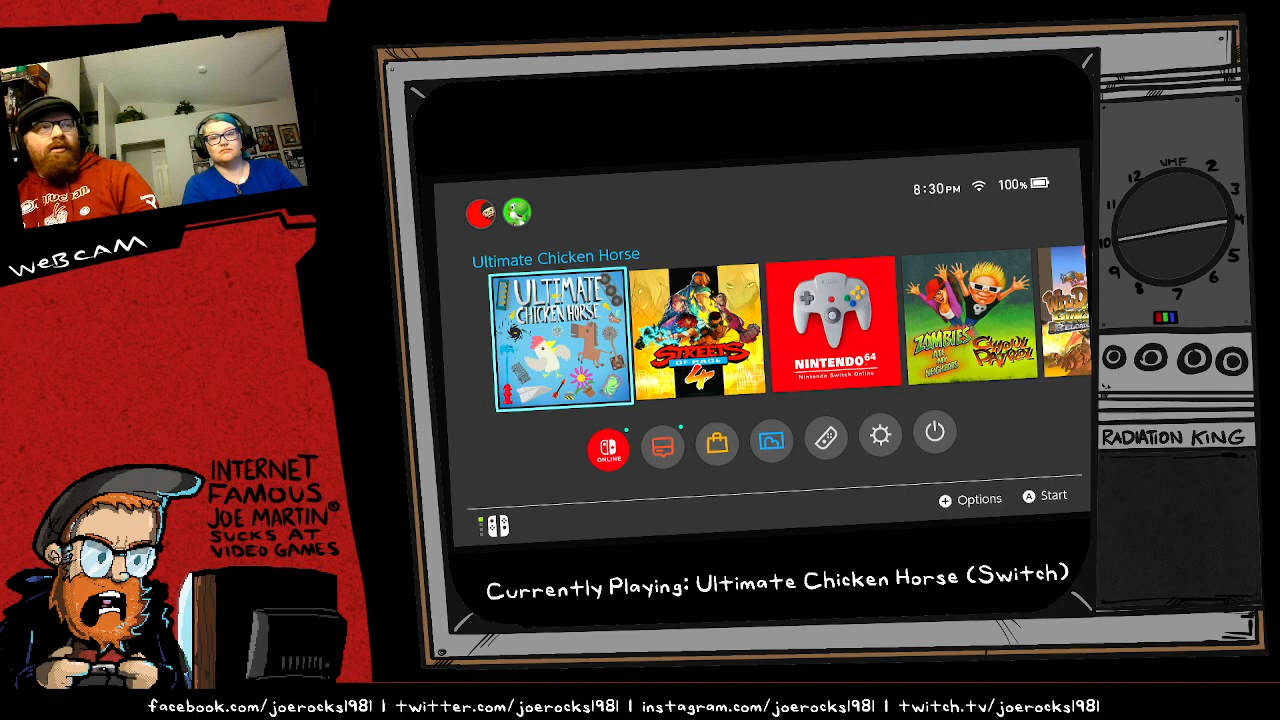 WEBCAM
8:30 PM 100%
Ultimate Chicken Horse
ULTIMATE
CHICKEN HORSE
STREETS
OF RAGE
4
NINTENDO 64
Nintendo Switch Online
ZOMBIES
ATE MY
NEIGHBORS
GHOUL
PATROL
ONLINE
+ Options A Start
Currently Playing: Ultimate Chicken Horse (Switch)
VHF
2
3
4
5
6
7
8
9
10
11
12
RADIATION KING
INTERNET
FAMOUS
JOE MARTIN®
SUCKS AT
VIDEO GAMES
facebook.com/joerocks1981 | twitter.com/joerocks1981 | instagram.com/joerocks1981 | twitch.tv/joerocks1981